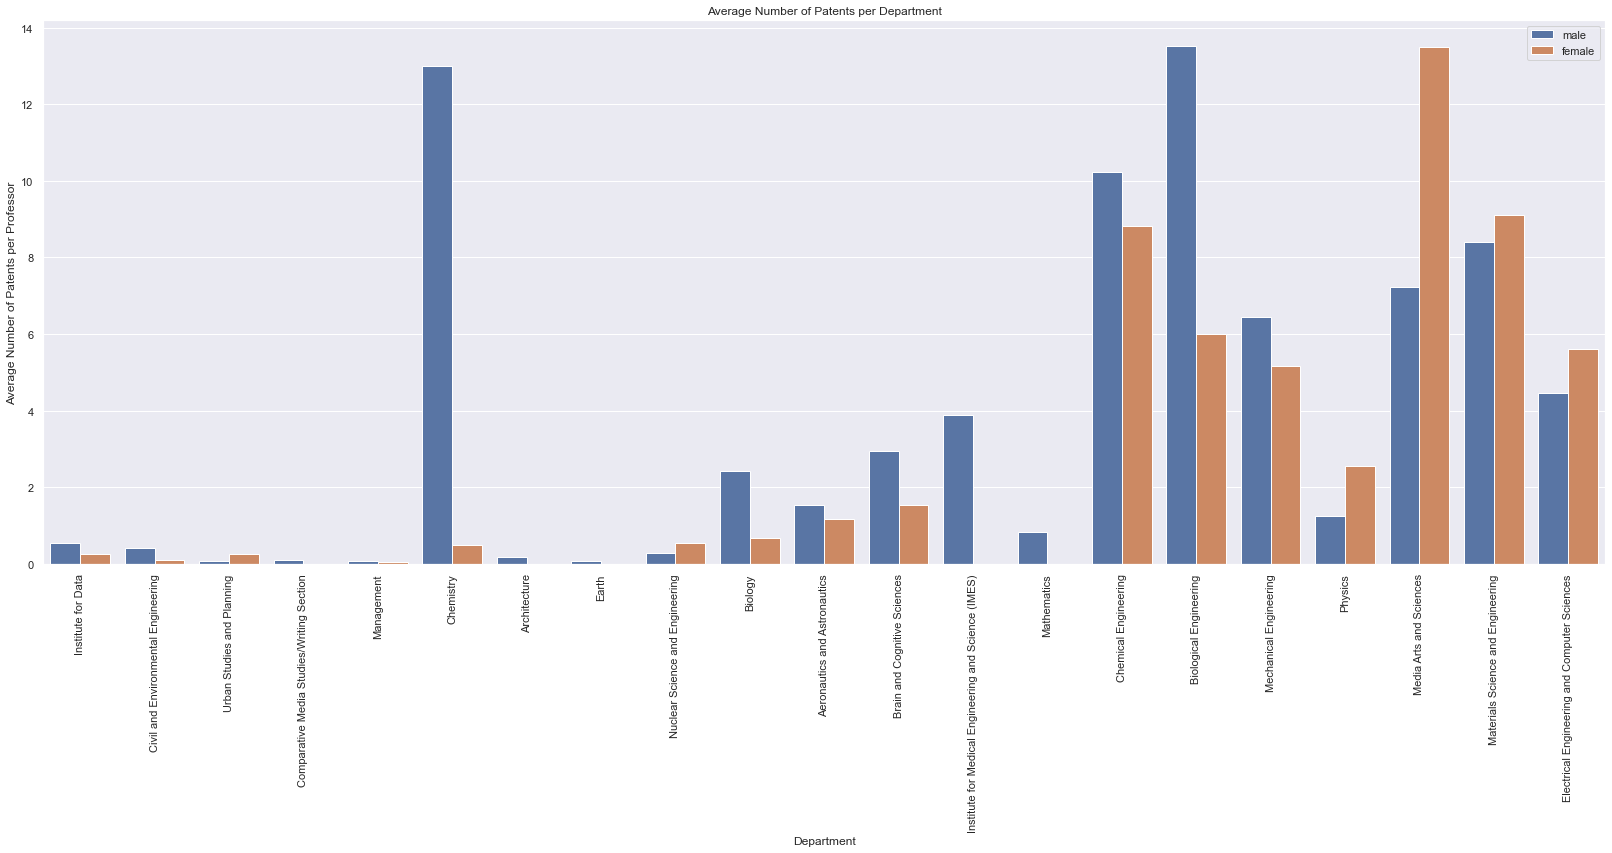 Average Number of Patents per Department
male
female
Average Number of Patents per Professor
14
12
10
8
6
4
2
0
Institute for Data
Civil and Environmental Engineering
Urban Studies and Planning
Comparative Media Studies/Writing Section
Management
Chemistry
Architecture
Earth
Nuclear Science and Engineering
Biology
Aeronautics and Astronautics
Brain and Cognitive Sciences
Institute for Medical Engineering and Science (IMES)
Mathematics
Chemical Engineering
Biological Engineering
Mechanical Engineering
Physics
Media Arts and Sciences
Materials Science and Engineering
Electrical Engineering and Computer Sciences
Department